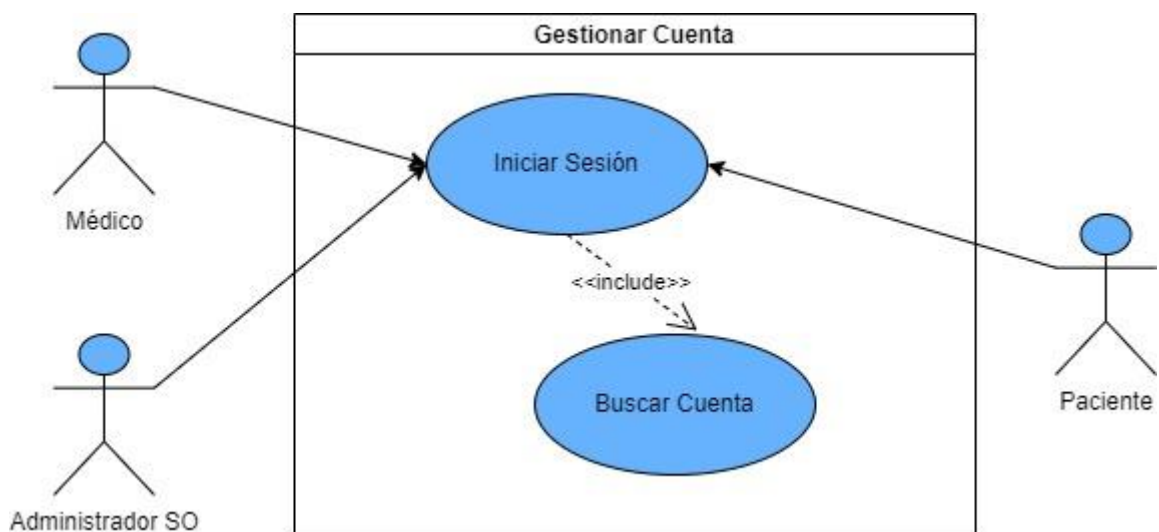 Gestionar Cuenta
Iniciar Sesión
Médico
<<include>>
Buscar Cuenta
Paciente
Administrador SO